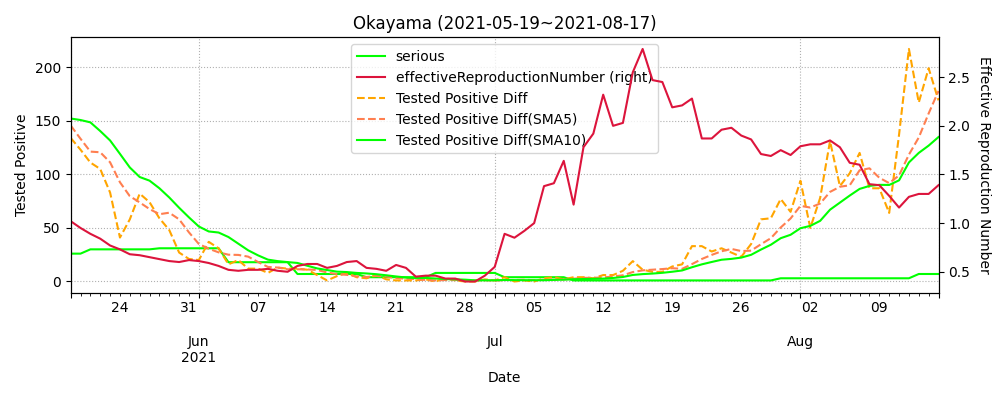 Okayama (2021-05-19~2021-08-17)
serious
effectiveReproductionNumber (right)
Tested Positive Diff
Tested Positive Diff(SMA5)
Tested Positive Diff(SMA10)
Tested Positive
200
150
100
50
0
Effective Reproduction Number
2.5
2.0
1.5
1.0
0.5
24 31 07 14 21 28 05 12 19 26 02 09
Jun Jul Aug
2021
Date